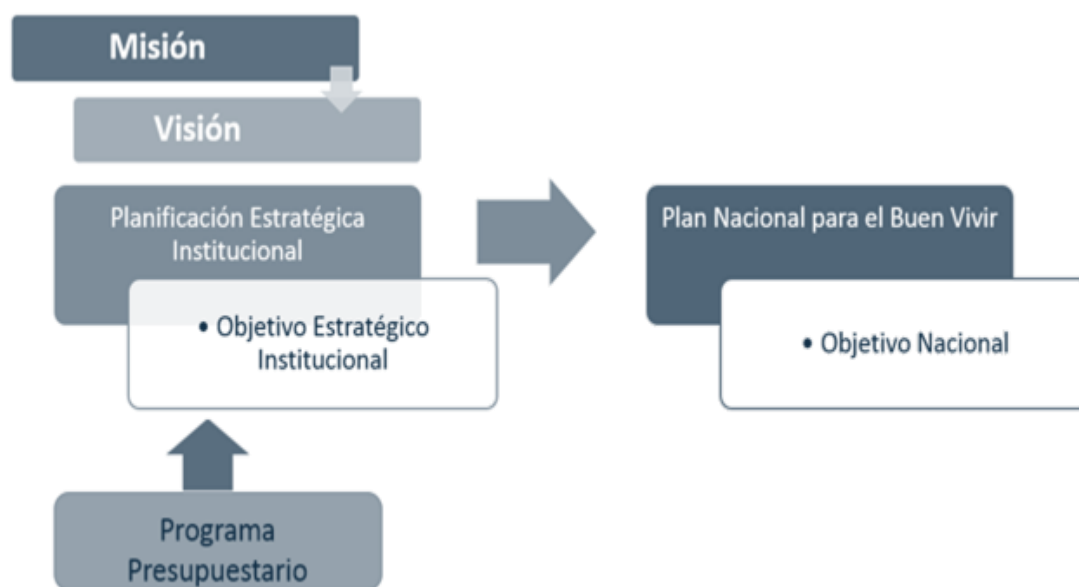 Misión
Visión
Planificación Estratégica
Institucional
• Objetivo Estratégico
Institucional
Plan Nacional para el Buen Vivir
• Objetivo Nacional
Programa
Presupuestario